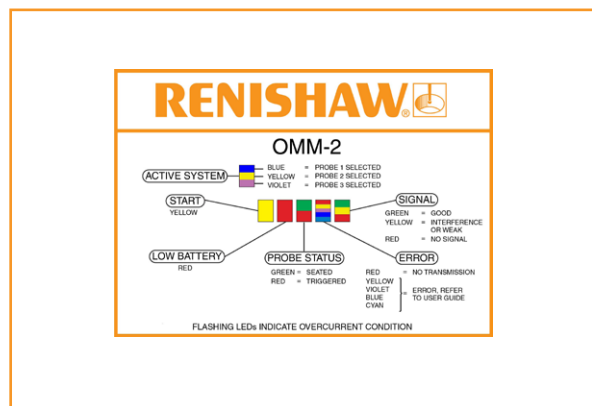 RENISHAW
OMM-2
ACTIVE SYSTEM
BLUE = PROBE 1 SELECTED
YELLOW = PROBE 2 SELECTED
VIOLET = PROBE 3 SELECTED
START
YELLOW
SIGNAL
GREEN = GOOD
YELLOW = INTERFERENCE
OR WEAK
RED = NO SIGNAL
LOW BATTERY
RED
PROBE STATUS
GREEN = SEATED
RED = TRIGGERED
ERROR
RED = NO TRANSMISSION
YELLOW
VIOLET
BLUE
CYAN
= ERROR, REFER
TO USER GUIDE
FLASHING LEDs INDICATE OVERCURRENT CONDITION